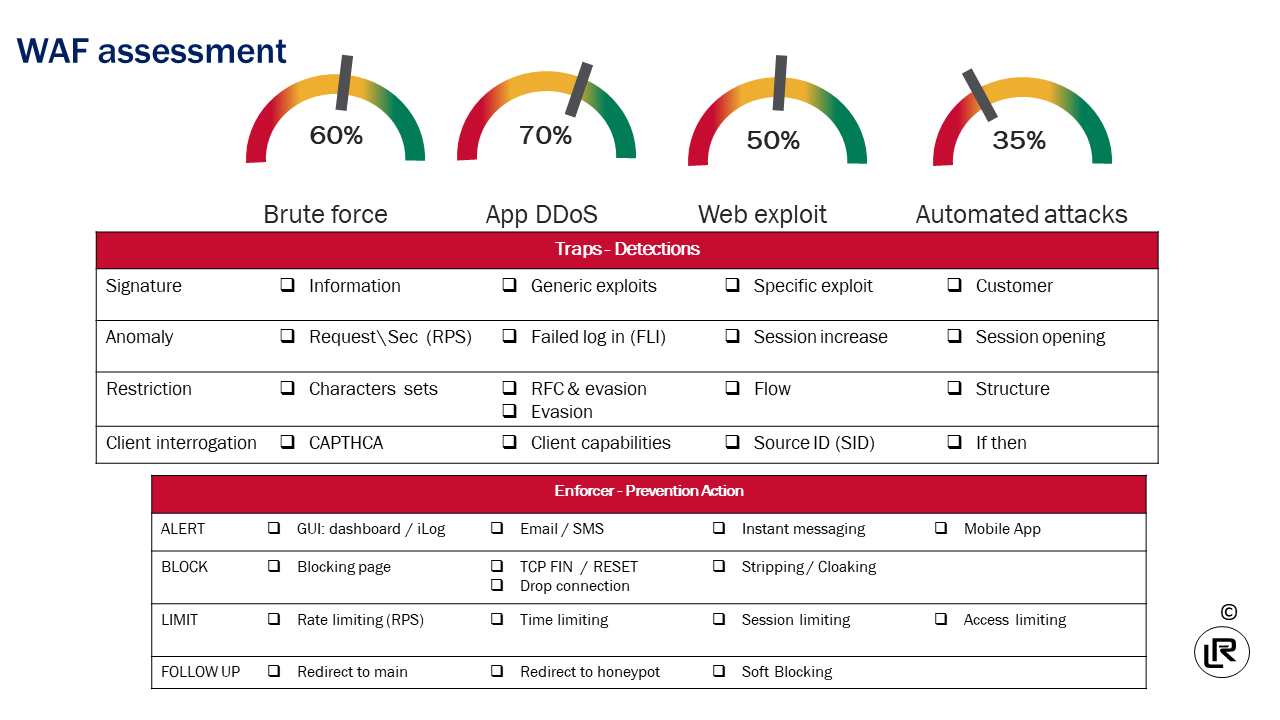 WAF assessment
60%
70%
50%
35%
Brute force
App DDoS
Web exploit
Automated attacks
Traps - Detections
Signature
Information
Generic exploits
Specific exploit
Customer
Anomaly
Request\Sec (RPS)
Failed log in (FLI)
Session increase
Session opening
Restriction
Characters sets
RFC & evasion
Evasion
Flow
Structure
Client interrogation
CAPTHCA
Client capabilities
Source ID (SID)
If then
Enforcer - Prevention Action
ALERT
GUI: dashboard / iLog
Email / SMS
Instant messaging
Mobile App
BLOCK
Blocking page
TCP FIN / RESET
Drop connection
Stripping / Cloaking
LIMIT
Rate limiting (RPS)
Time limiting
Session limiting
Access limiting
FOLLOW UP
Redirect to main
Redirect to honeypot
Soft Blocking
©
LR